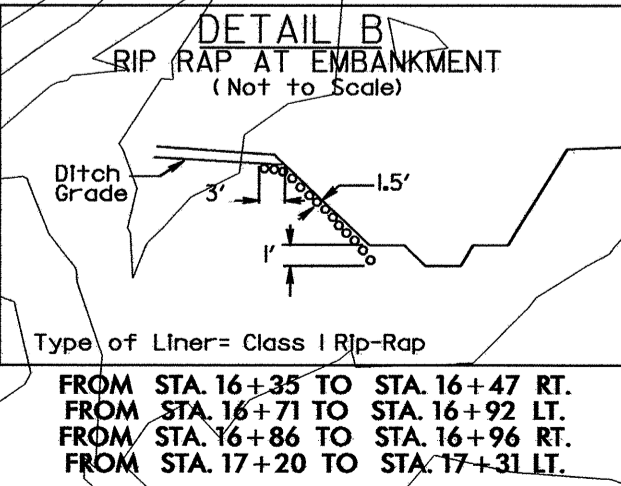 DETAIL B
RIP RAP AT EMBANKMENT
(Not to Scale)
Ditch
Grade
3'
1.5'
1'
Type of Liner= Class I Rip-Rap
FROM STA. 16+35 TO STA. 16+47 RT.
FROM STA. 16+71 TO STA. 16+92 LT.
FROM STA. 16+86 TO STA. 16+96 RT.
FROM STA. 17+20 TO STA. 17+31 LT.